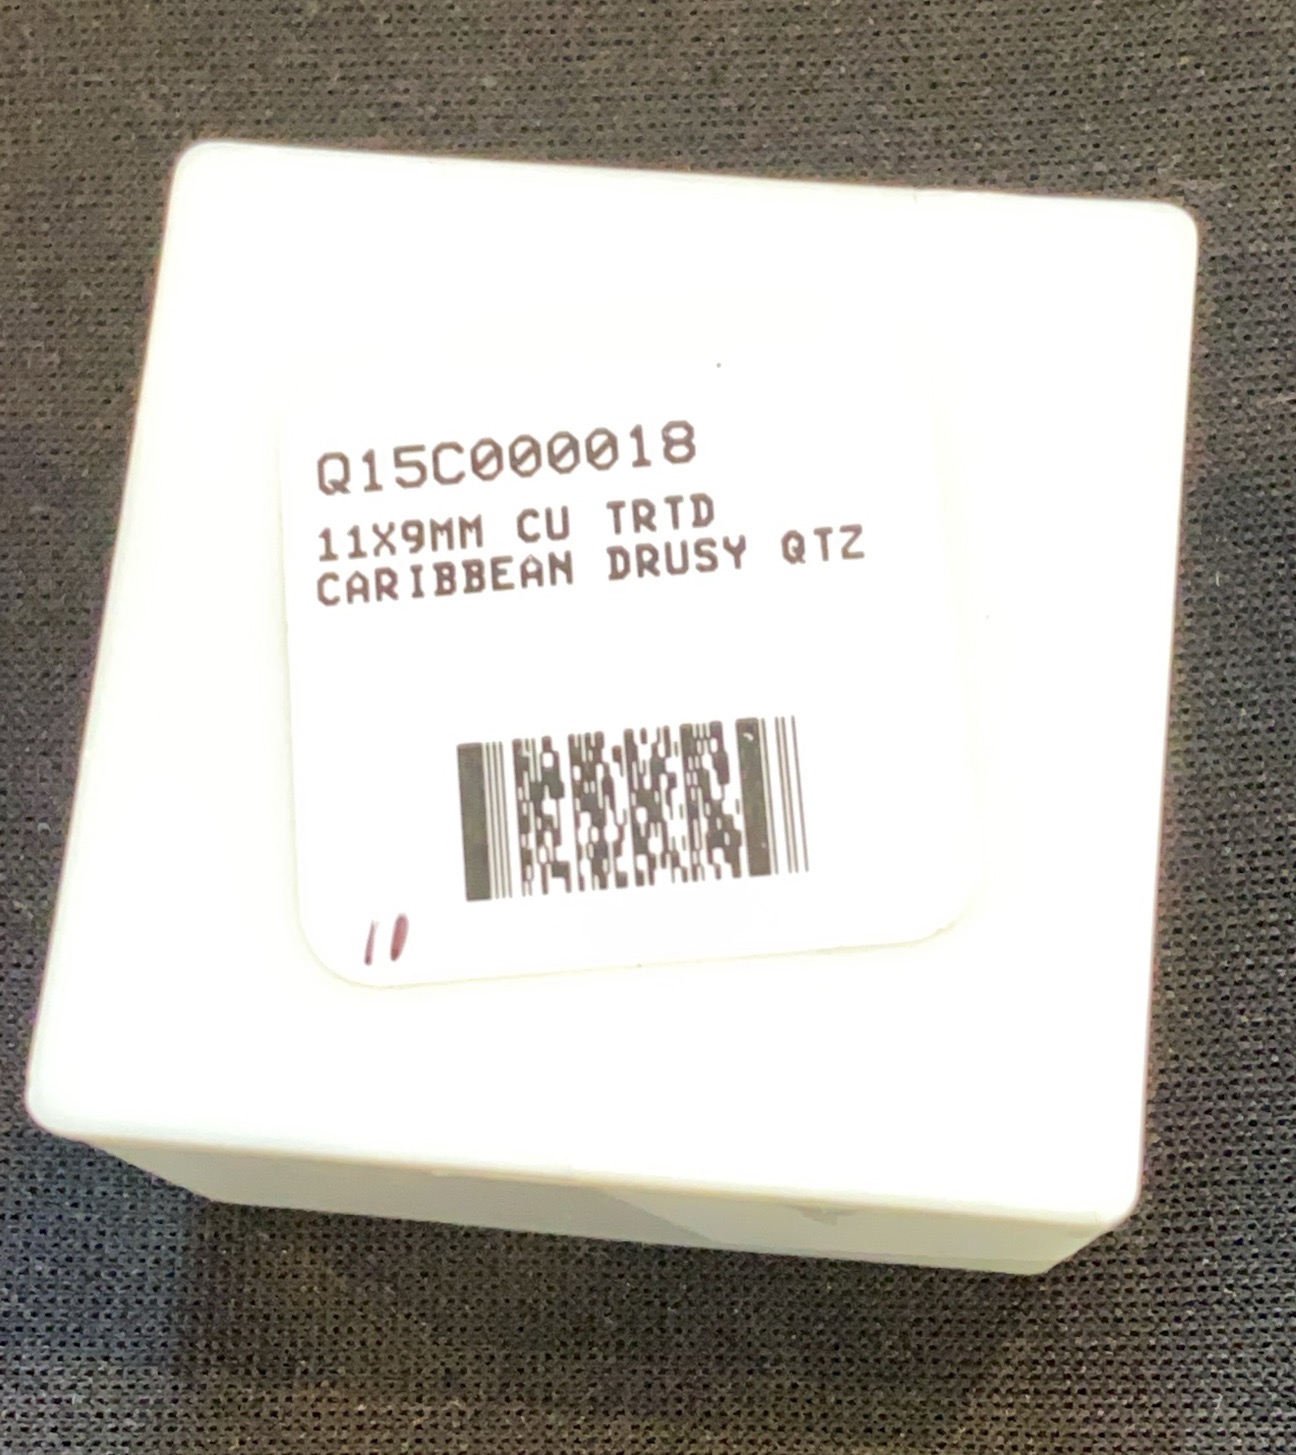 Q15C000018
11X9MM CU TRTD
CARIBBEAN DRUSY QTZ
10